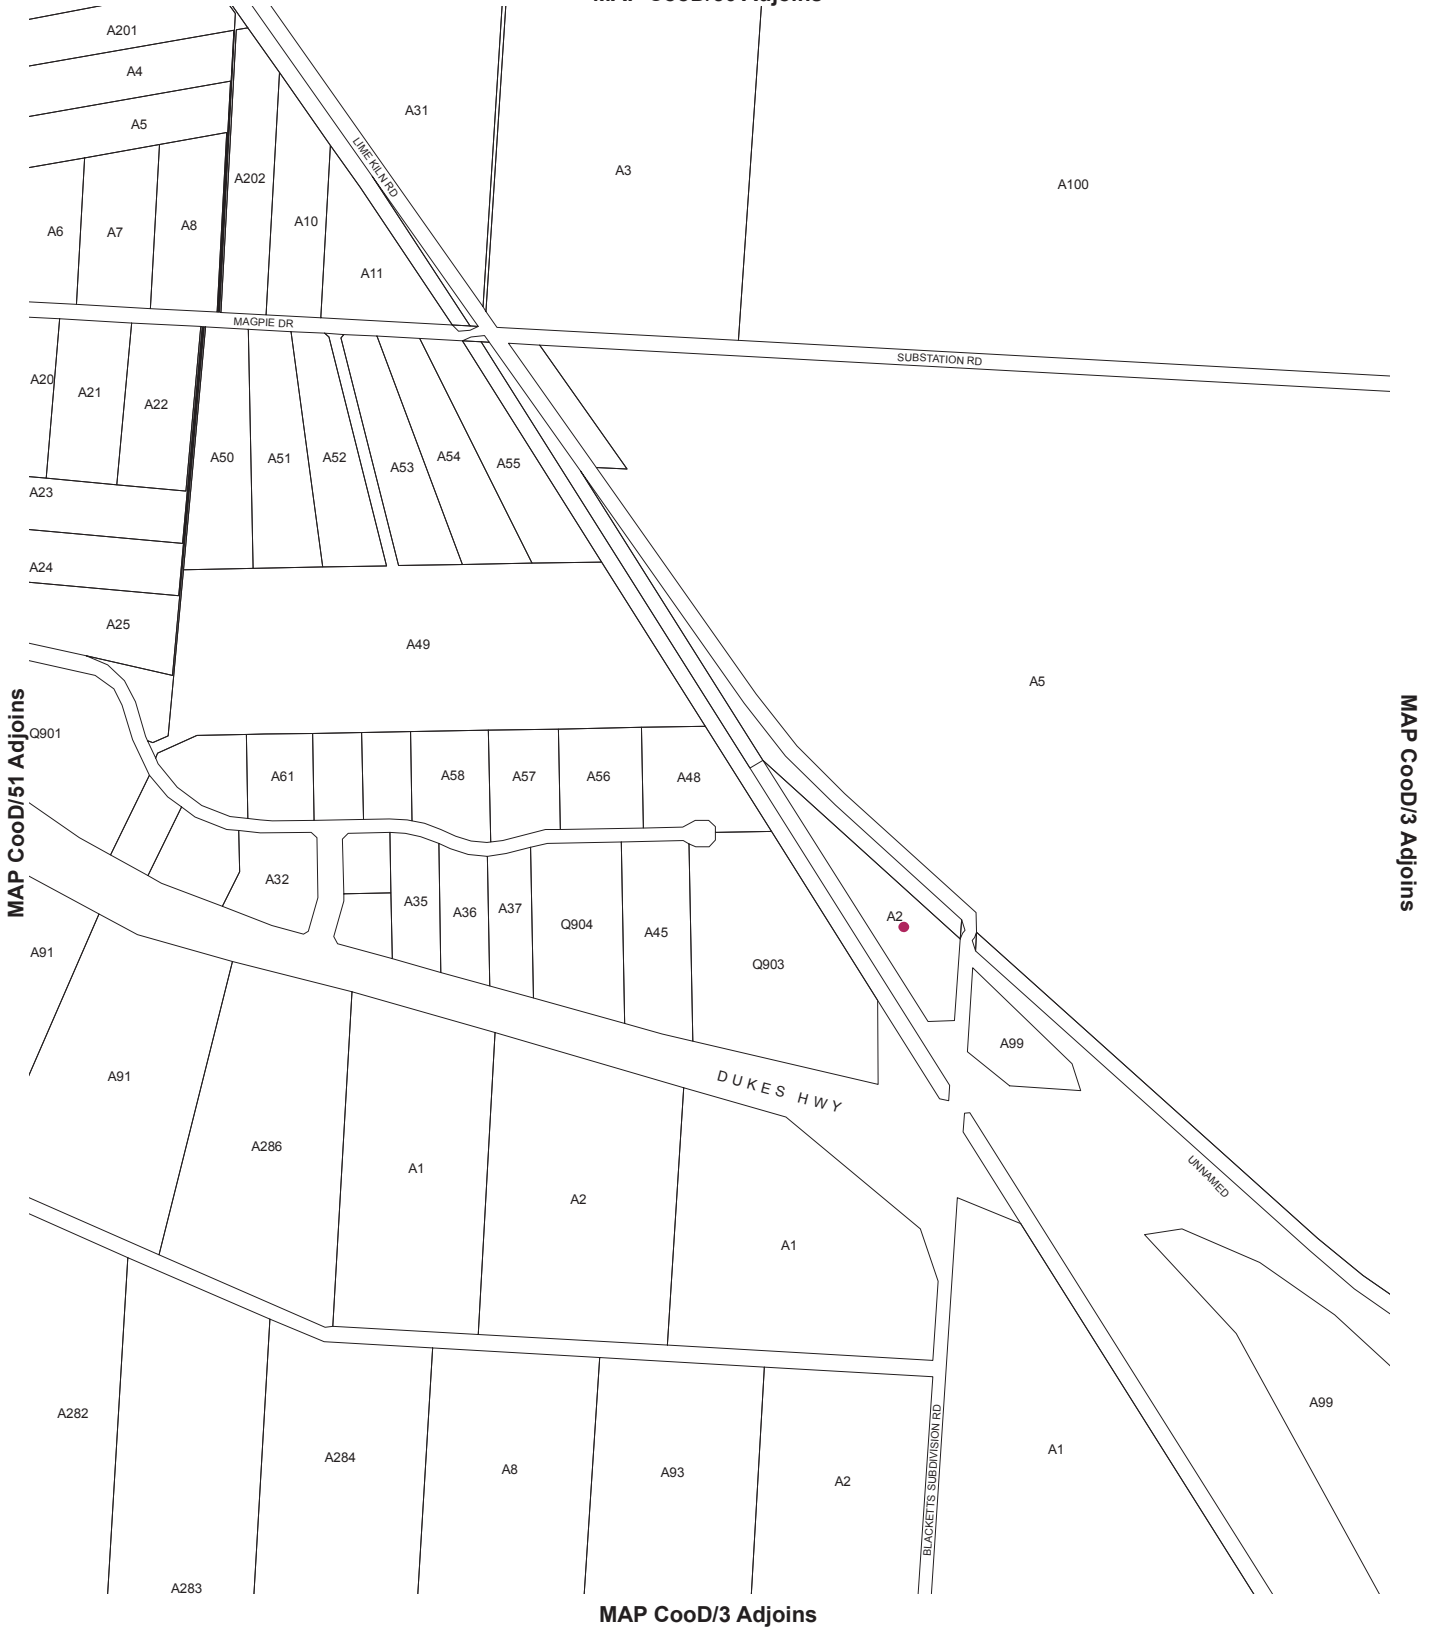 A201
A4
A31
A5
A3
A202
A100
A10
A8
A6
A7
LIME KILN RD
A11
MAGPIE DR
SUBSTATION RD
A20
A21
A22
A50
A51
A52
A53
A54
A55
A23
A24
A25
A49
A5
Q901
MAP CooD/51 Adjoins
MAP CooD/3 Adjoins
A61
A58
A57
A56
A48
A32
A35
A36
A37
Q904
A45
Q903
A2
A91
A99
A91
DUKES HWY
A286
A1
A2
A1
UNNAMED
A282
A284
A8
A93
A2
BLACKETTS SUBDIVISION RD
A1
A99
A283
MAP CooD/3 Adjoins